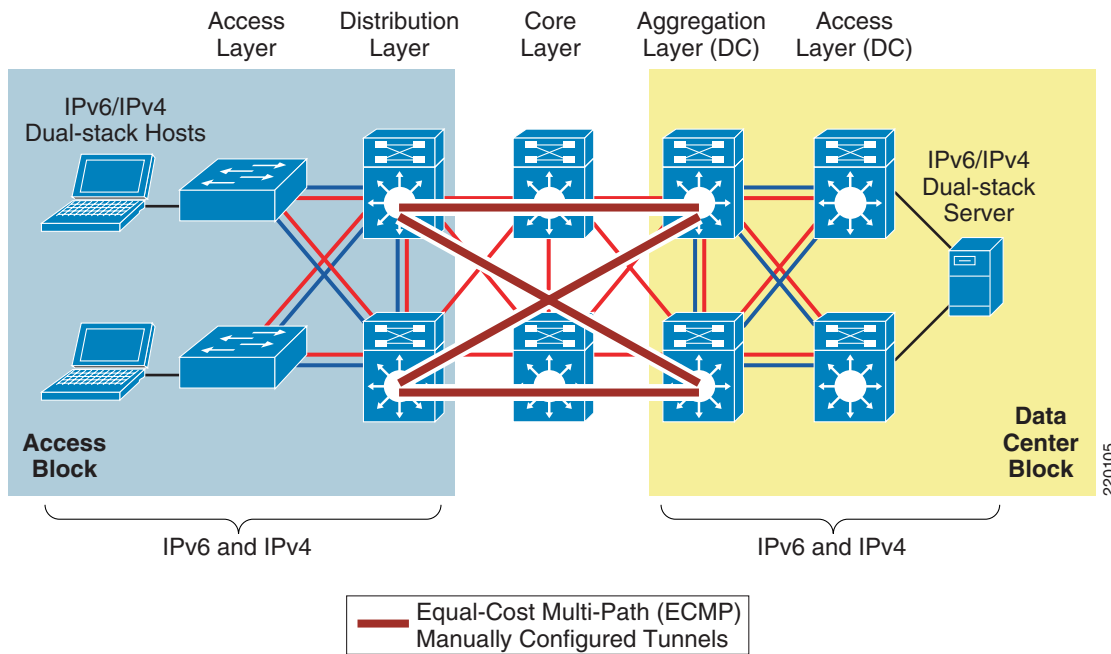 Access
Layer
Distribution
Layer
Core
Layer
Aggregation
Layer (DC)
Access
Layer (DC)
IPv6/IPv4
Dual-stack Hosts
IPv6/IPv4
Dual-stack
Server
Access
Block
Data
Center
Block
220105
IPv6 and IPv4
IPv6 and IPv4
Equal-Cost Multi-Path (ECMP)
Manually Configured Tunnels